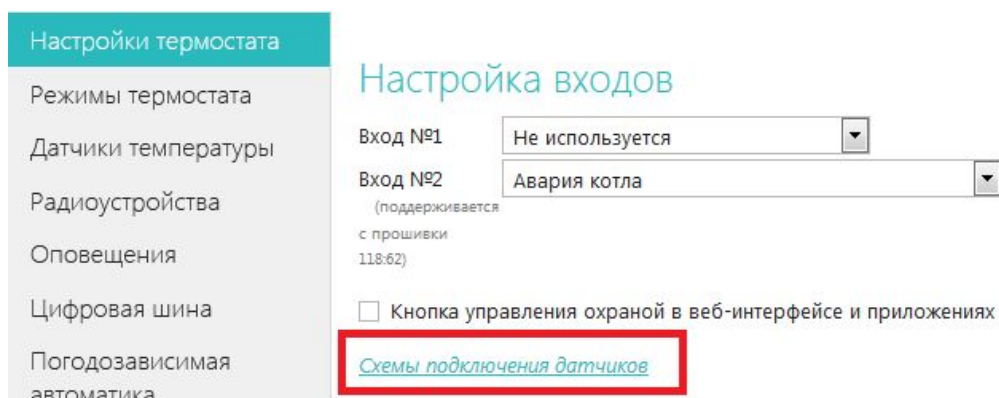 Настройки термостата
Режимы термостата
Датчики температуры
Радиоустройства
Оповещения
Цифровая шина
Погодозависимая
автоматика
Настройка входов
Вход №1 Не используется
Вход №2 Авария котла
(поддерживается
с прошивки
118:62)
Кнопка управления охраной в веб-интерфейсе и приложениях
Схемы подключения датчиков